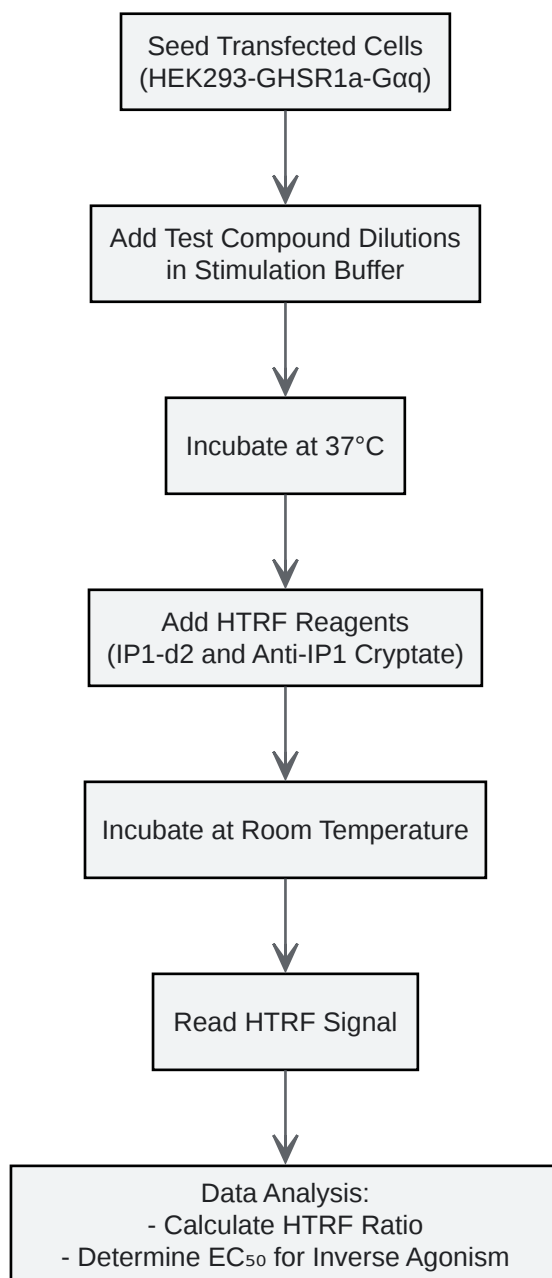 Seed Transfected Cells
(HEK293-GHSR1a-Gαq)
Add Test Compound Dilutions
in Stimulation Buffer
Incubate at 37°C
Add HTRF Reagents
(IP1-d2 and Anti-IP1 Cryptate)
Incubate at Room Temperature
Read HTRF Signal
Data Analysis:
- Calculate HTRF Ratio
- Determine EC₅₀ for Inverse Agonism